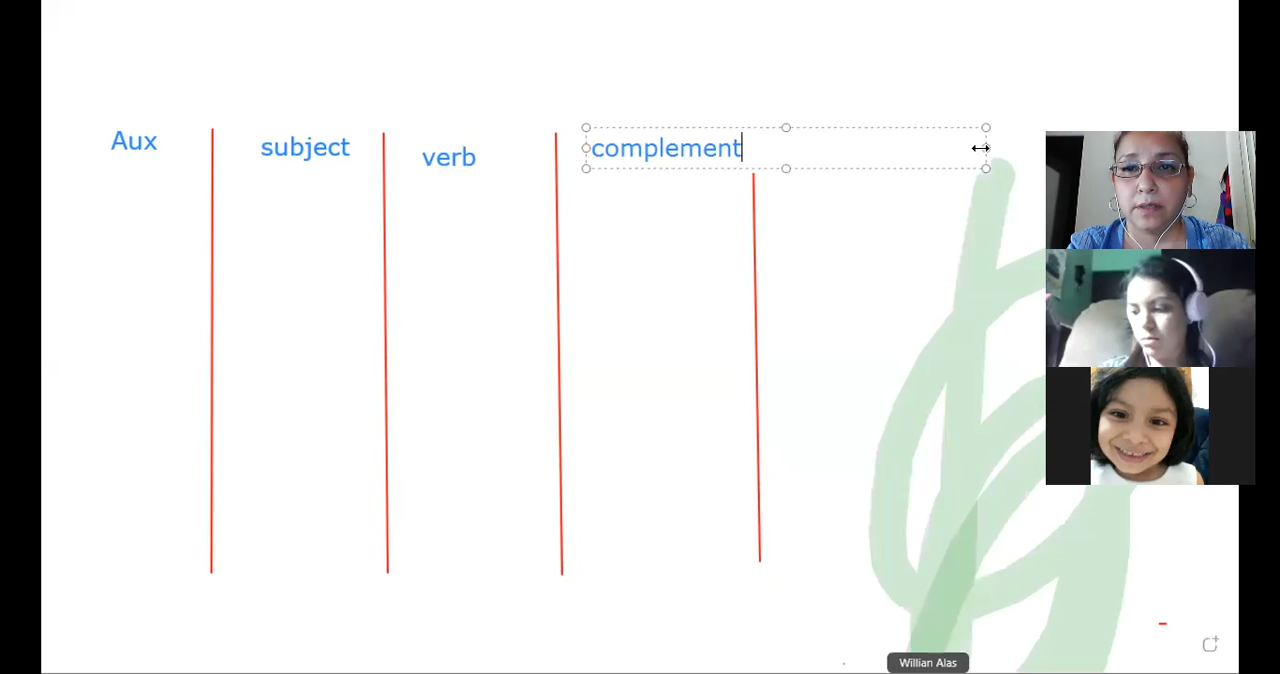 Aux
subject
verb
complement
Willian Alas